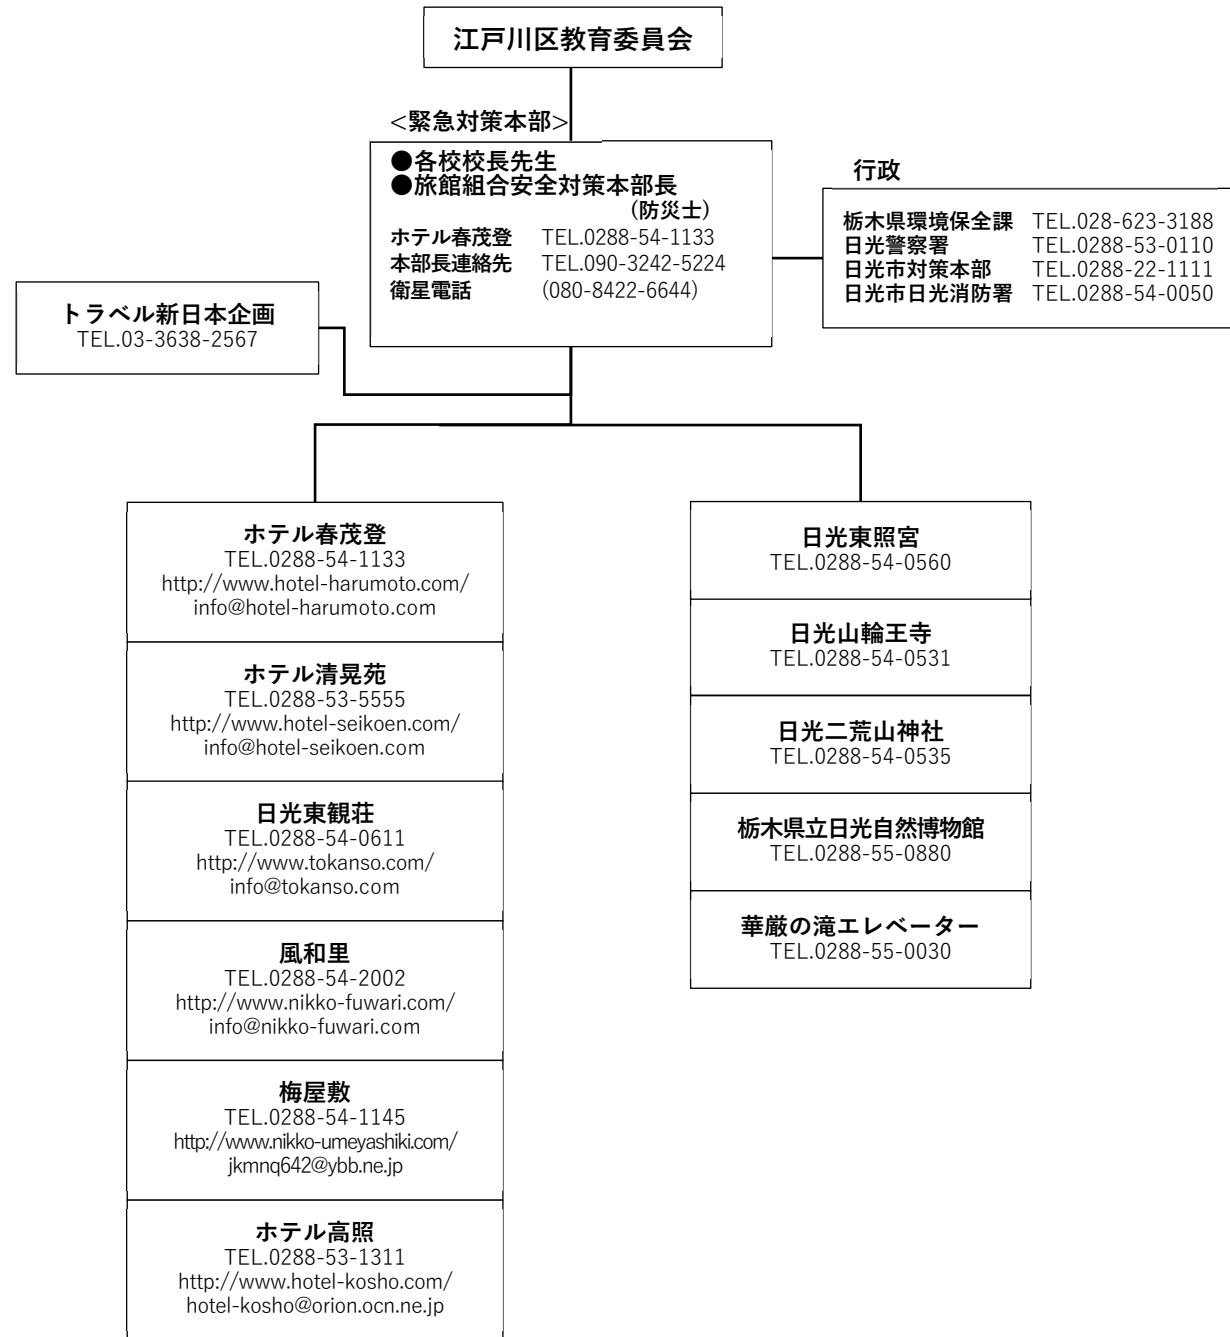 江戸川区教育委員会
<緊急対策本部>
●各校校長先生
●旅館組合安全対策本部長
(防災士)
ホテル春茂登 TEL.0288-54-1133
本部長連絡先 TEL.090-3242-5224
衛星電話 (080-8422-6644)
行政
栃木県環境保全課 TEL.028-623-3188
日光警察署 TEL.0288-53-0110
日光市対策本部 TEL.0288-22-1111
日光市日光消防署 TEL.0288-54-0050
トラベル新日本企画
TEL.03-3638-2567
ホテル春茂登
TEL.0288-54-1133
http://www.hotel-harumoto.com/
info@hotel-harumoto.com
ホテル清晃苑
TEL.0288-53-5555
http://www.hotel-seikoen.com/
info@hotel-seikoen.com
日光東観荘
TEL.0288-54-0611
http://www.tokanso.com/
info@tokanso.com
風和里
TEL.0288-54-2002
http://www.nikko-fuwari.com/
info@nikko-fuwari.com
梅屋敷
TEL.0288-54-1145
http://www.nikko-umeyashiki.com/
jkmnq642@ybb.ne.jp
ホテル高照
TEL.0288-53-1311
http://www.hotel-kosho.com/
hotel-kosho@orion.ocn.ne.jp
日光東照宮
TEL.0288-54-0560
日光山輪王寺
TEL.0288-54-0531
日光二荒山神社
TEL.0288-54-0535
栃木県立日光自然博物館
TEL.0288-55-0880
華厳の滝エレベーター
TEL.0288-55-0030